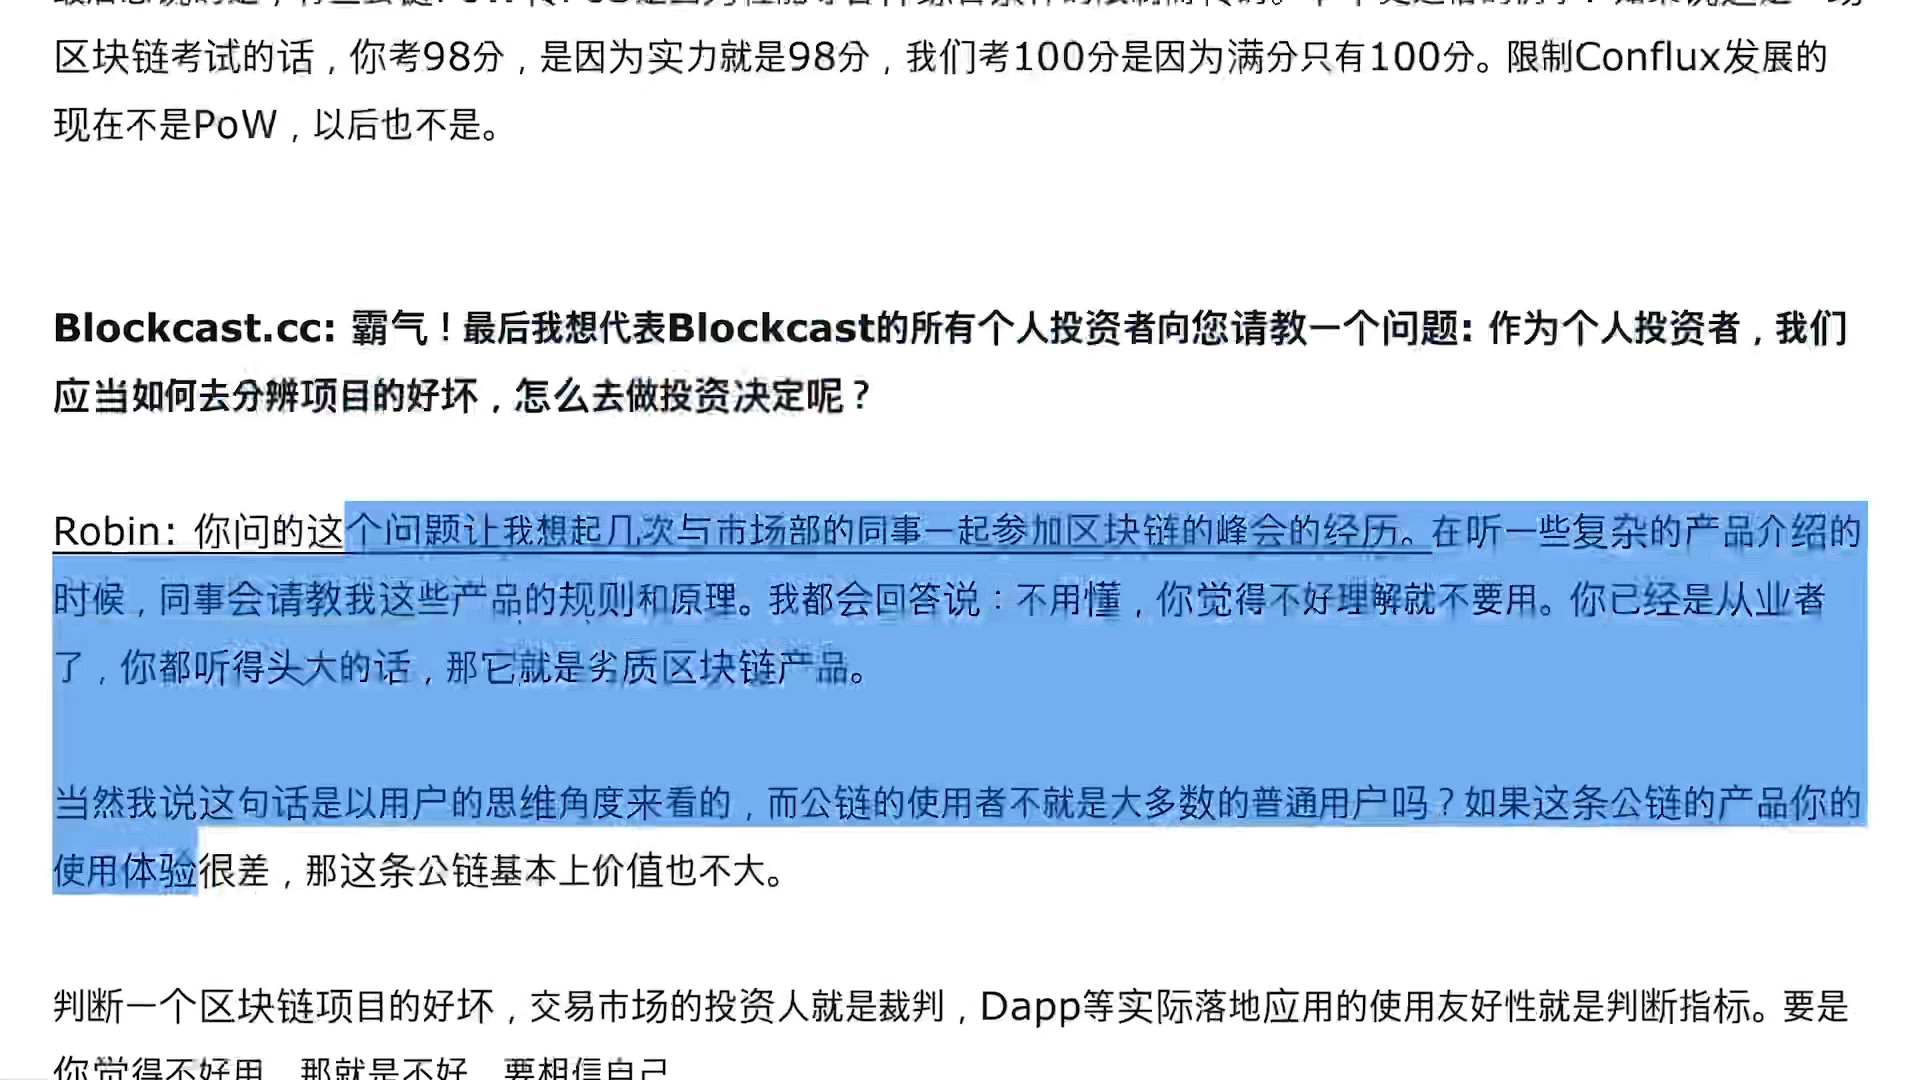 区块链考试的话，你考98分，是因为实力就是98分，我们考100分是因为满分只有100分。限制Conflux发展的
现在不是PoW，以后也不是。
Blockcast.cc: 霸气！最后我想代表Blockcast的所有个人投资者向您请教一个问题: 作为个人投资者，我们
应当如何去分辨项目的好坏，怎么去做投资决定呢？
Robin: 你问的这个问题让我想起几次与市场部的同事一起参加区块链的峰会的经历。在听一些复杂的产品介绍的
时候，同事会请教我这些产品的规则和原理。我都会回答说：不用懂，你觉得不好理解就不要用。你已经是从业者
了，你都听得头大的话，那它就是劣质区块链产品。
当然我说这句话是以用户的思维角度来看的，而公链的使用者不就是大多数的普通用户吗？如果这条公链的产品你的
使用体验很差，那这条公链基本上价值也不大。
判断一个区块链项目的好坏，交易市场的投资人就是裁判，Dapp等实际落地应用的使用友好性就是判断指标。要是
你觉得不好用，那就是不好，要相信自己